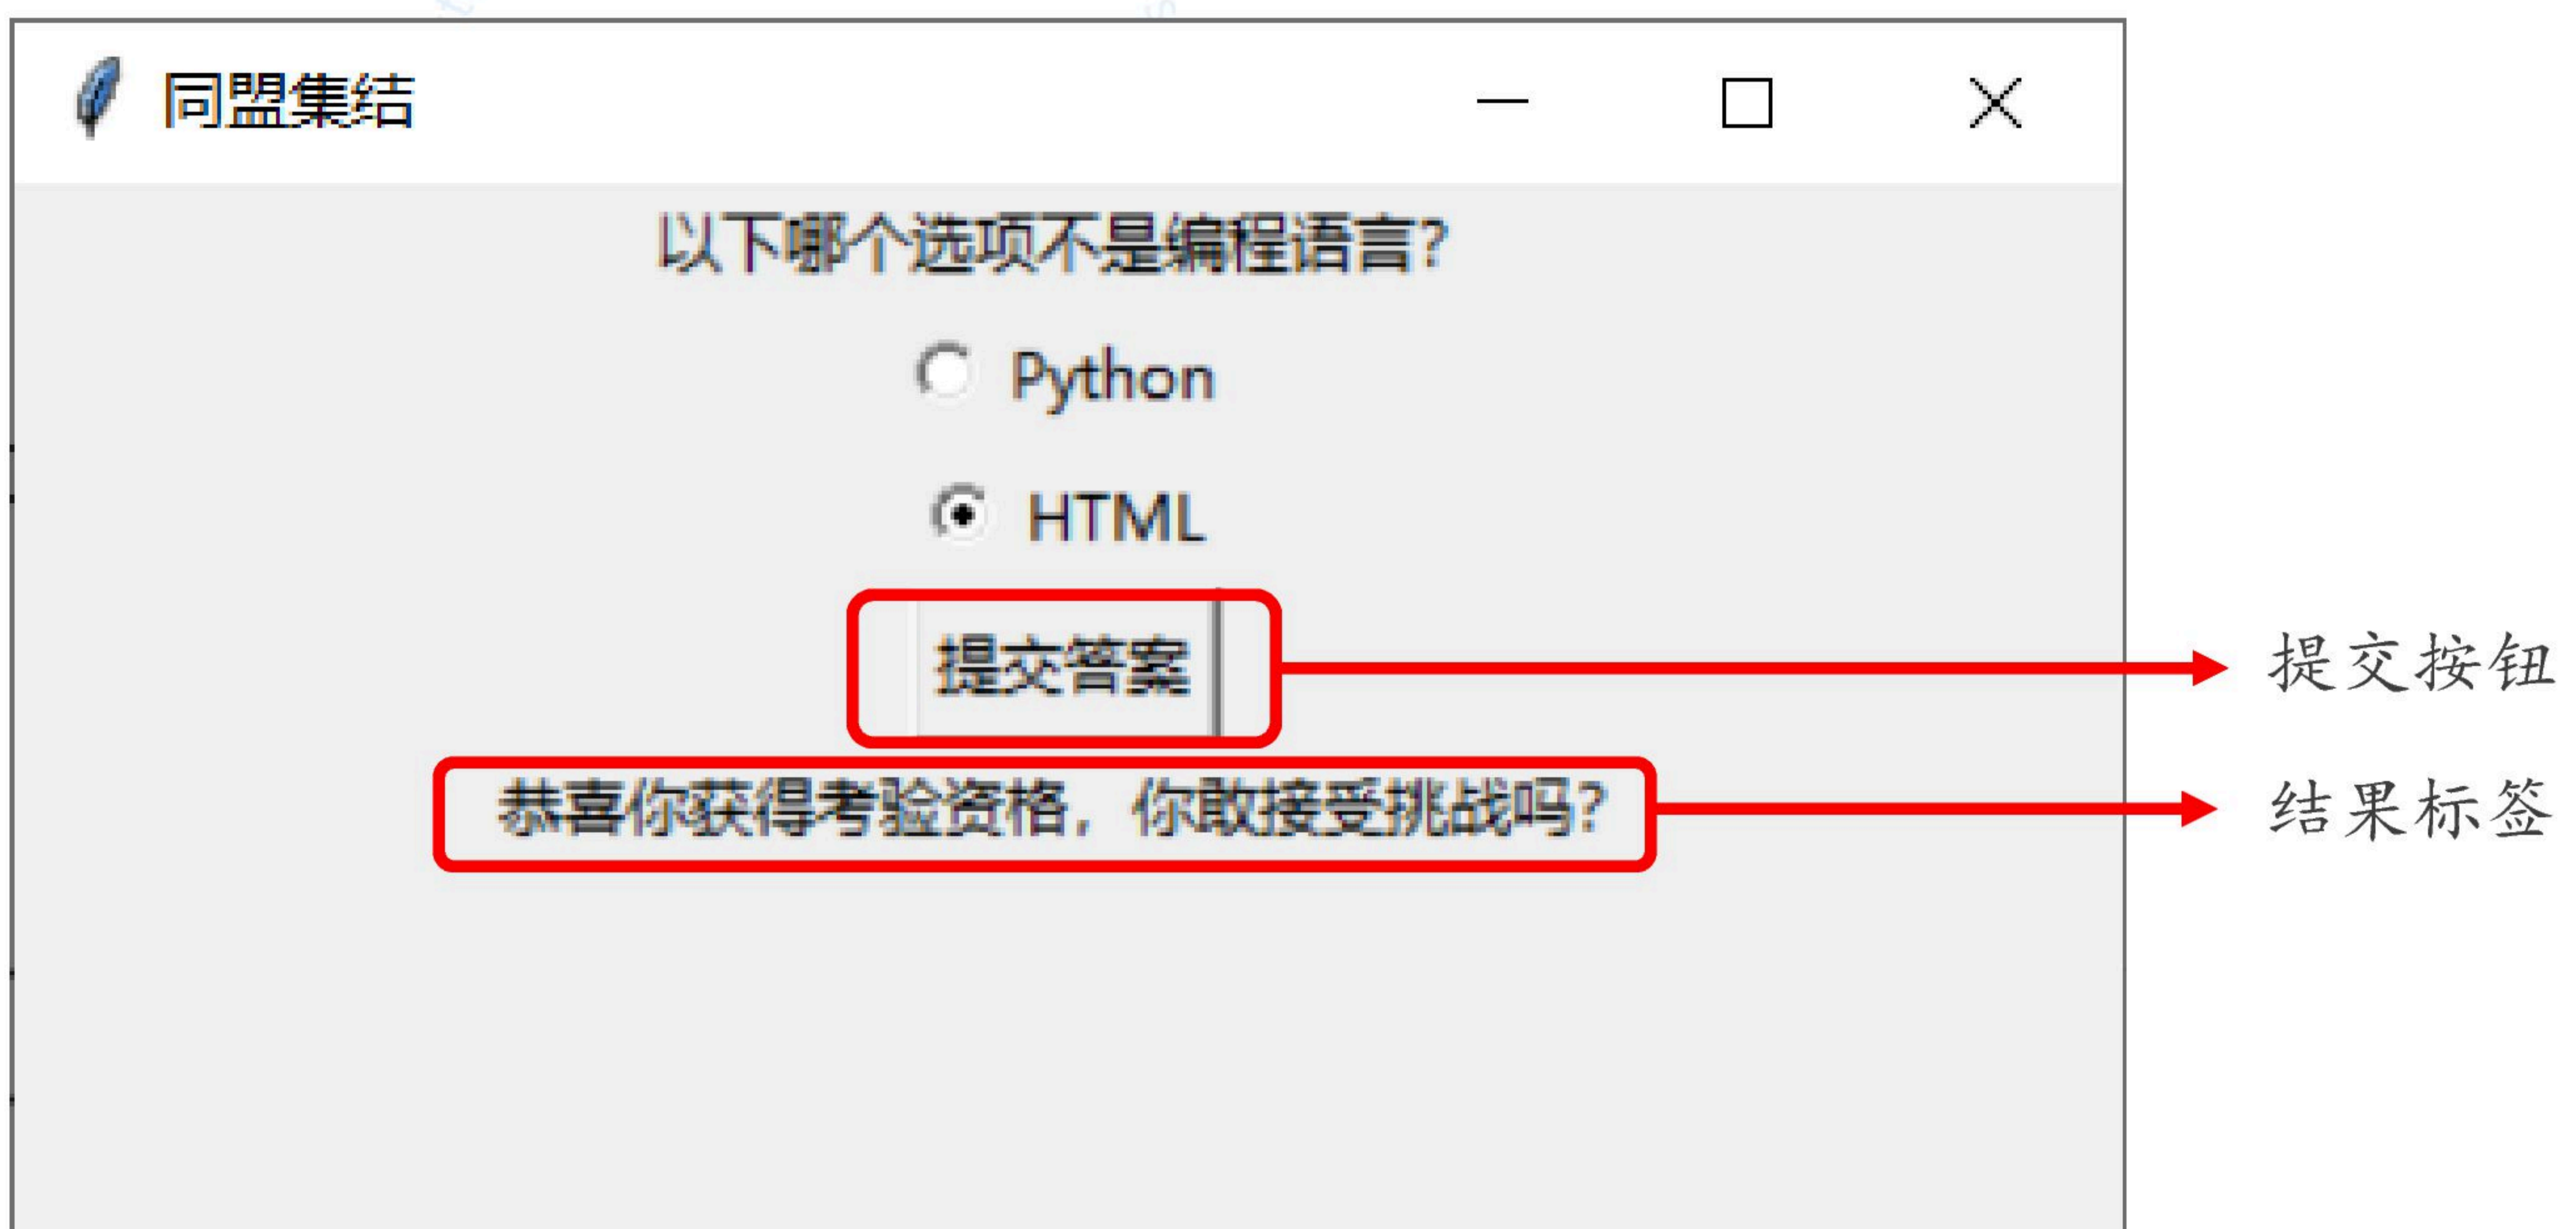 同盟集结
以下哪个选项不是编程语言?
Python
HTML
提交答案
提交按钮
恭喜你获得考验资格，你敢接受挑战吗?
结果标签